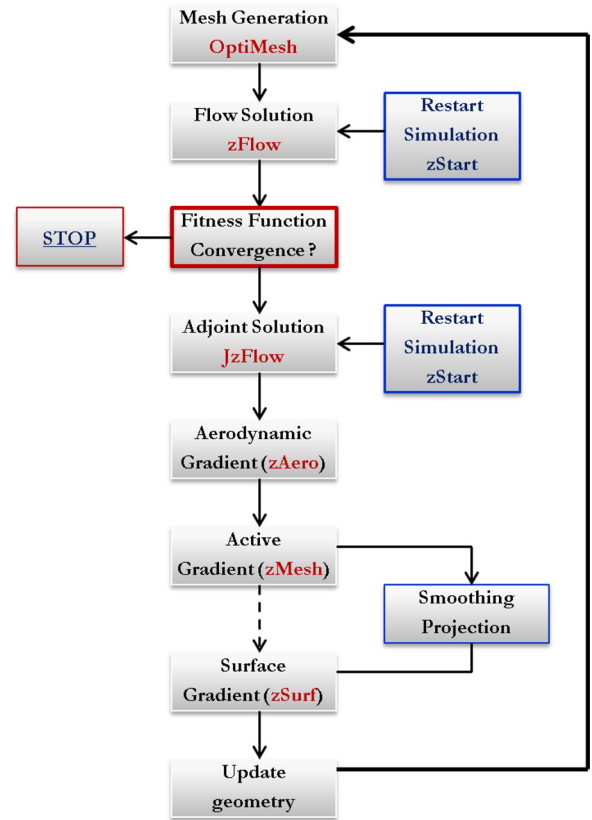 Mesh Generation
OptiMesh
Flow Solution
zFlow
Restart
Simulation
zStart
Fitness Function
Convergence ?
STOP
Adjoint Solution
JzFlow
Restart
Simulation
zStart
Aerodynamic
Gradient (zAero)
Active
Gradient (zMesh)
Smoothing
Projection
Surface
Gradient (zSurf)
Update
geometry